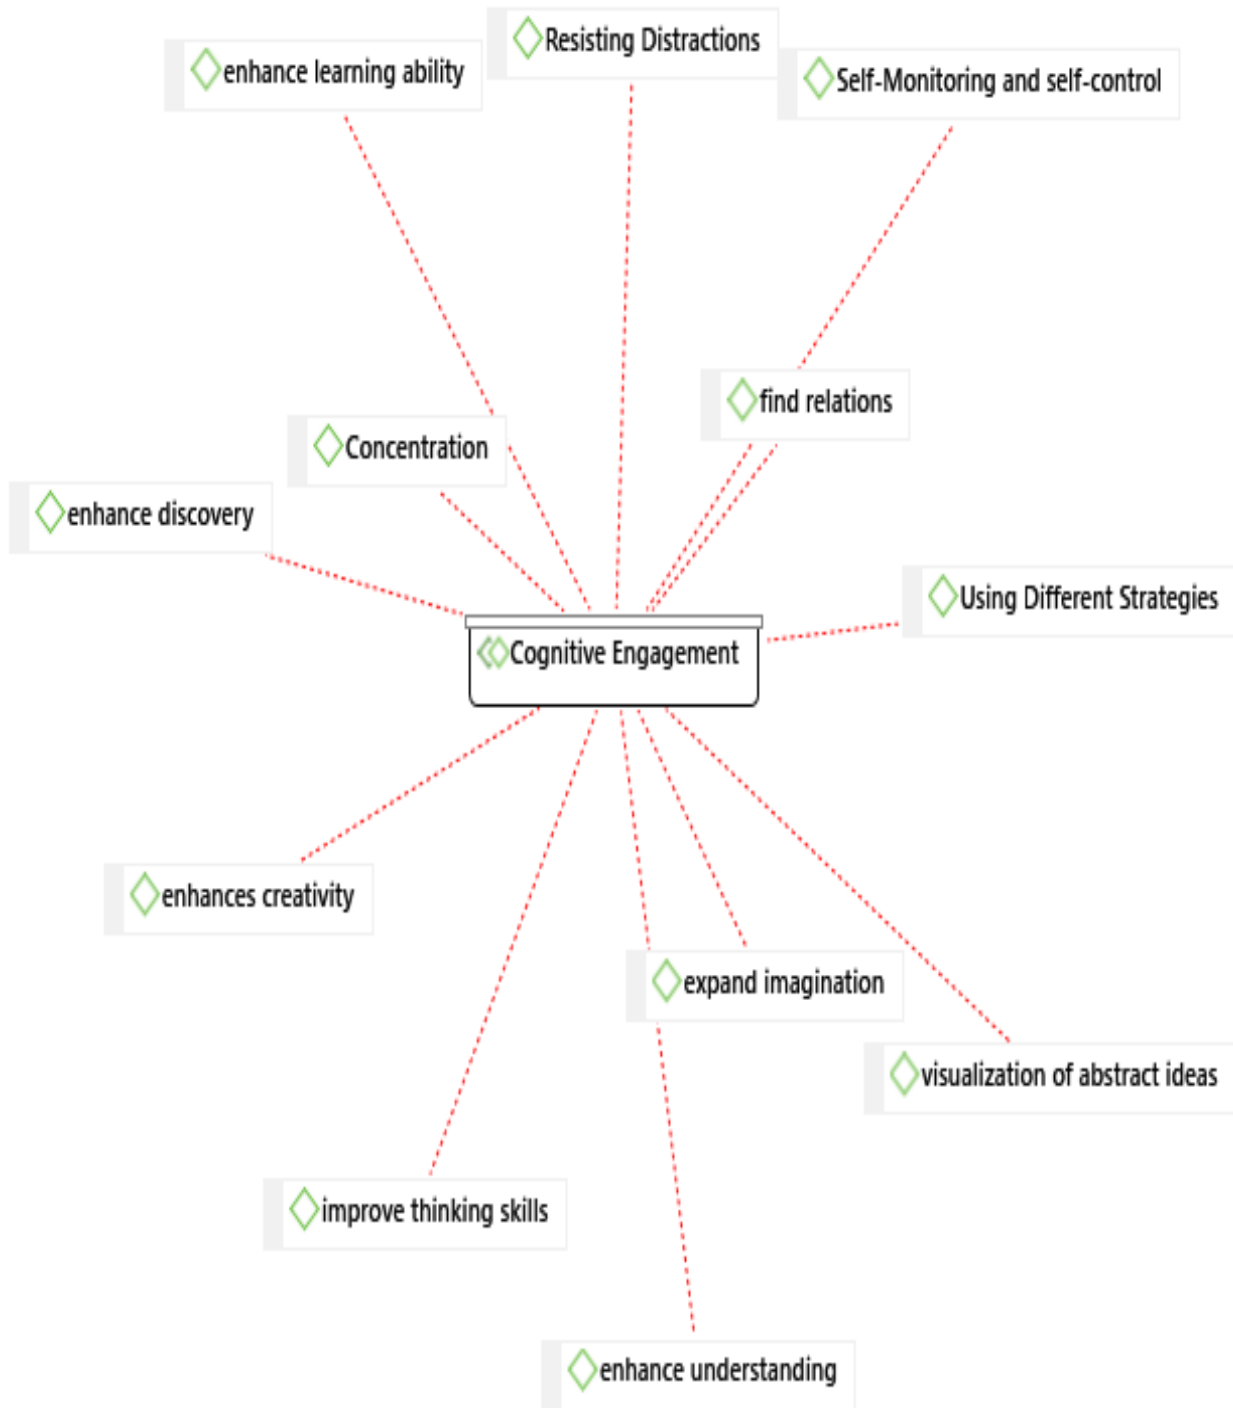 Resisting Distractions
enhance learning ability
Self-Monitoring and self-control
find relations
Concentration
enhance discovery
Using Different Strategies
Cognitive Engagement
enhances creativity
expand imagination
visualization of abstract ideas
improve thinking skills
enhance understanding